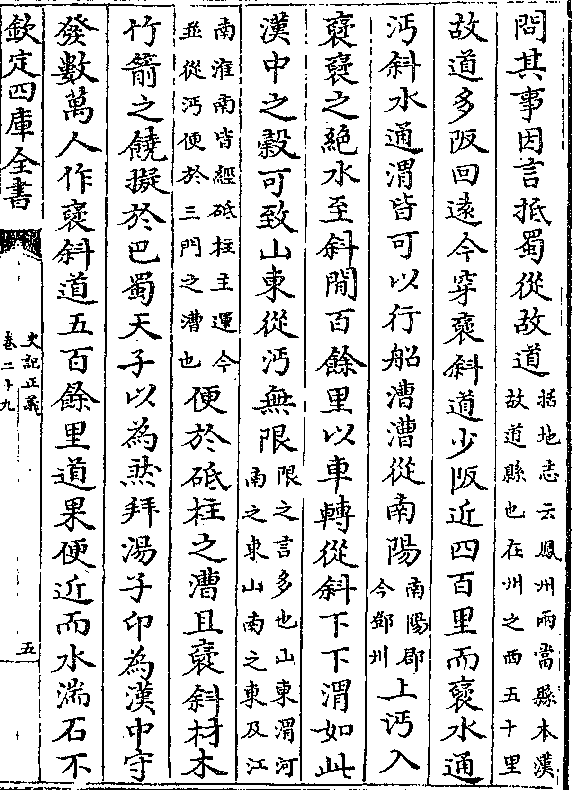 問其事因言抵蜀從故道括地志云鳳州兩當縣本漢故道縣也在州之西五十里
故道多阪回逺今穿襃斜道少阪近四百里而襃水通
沔斜水通渭皆可以行船漕漕從南陽南陽郡今鄧州上沔入
襃襃之絶水至斜閒百餘里以車轉從斜下下渭如此
漢中之糓可致山東從沔無限限之言多也山東渭河南之東山南之東及江
南淮南皆經砥柱主運今並從沔便於三門之漕也便於砥柱之漕且襃斜材木
竹箭之饒擬於巴蜀天子以為然拜湯子卬為漢中守
發數萬人作襃斜道五百餘里道果便近而水湍石不
欽定四庫全書
史記正義
卷二十九
五